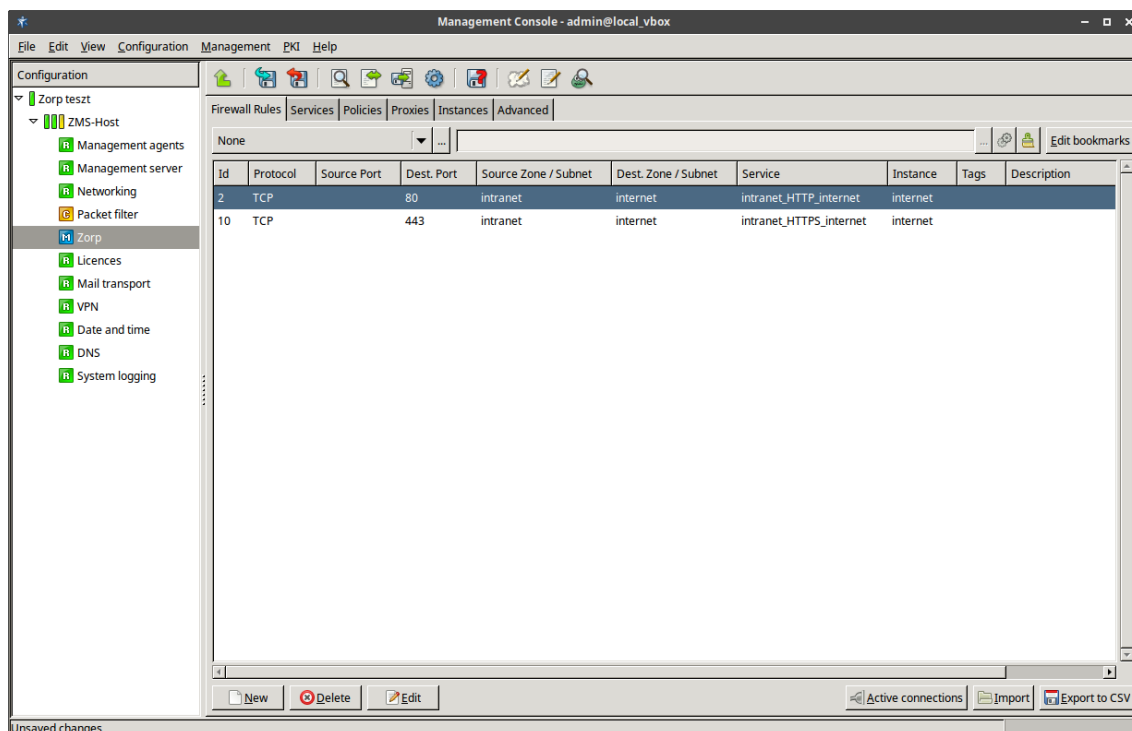 Management Console - admin@local_vbox
File Edit View Configuration Management PKI Help
Configuration
Zorp teszt
ZMS-Host
R Management agents
R Management server
R Networking
C Packet filter
M Zorp
R Licences
R Mail transport
R VPN
R Date and time
R DNS
R System logging
Firewall Rules Services Policies Proxies Instances Advanced
None ... ... Edit bookmarks
Id Protocol Source Port Dest. Port Source Zone / Subnet Dest. Zone / Subnet Service Instance Tags Description
2 TCP 80 intranet internet intranet_HTTP_internet internet
10 TCP 443 intranet internet intranet_HTTPS_internet internet
New Delete Edit Active connections Import Export to CSV
Unsaved changes